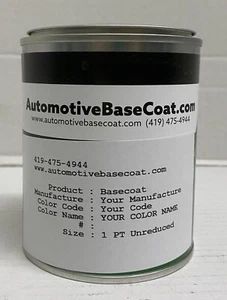 AutomotiveBaseCoat.com
www.automotivebasecoat.com (419) 475-4944
419-475-4944
www.automotivebasecoat.com
Product : Basecoat
Manufacture : Your Manufacture
Color Code : Your Code
Color Name : YOUR COLOR NAME
# :
Size : 1 PT Unreduced